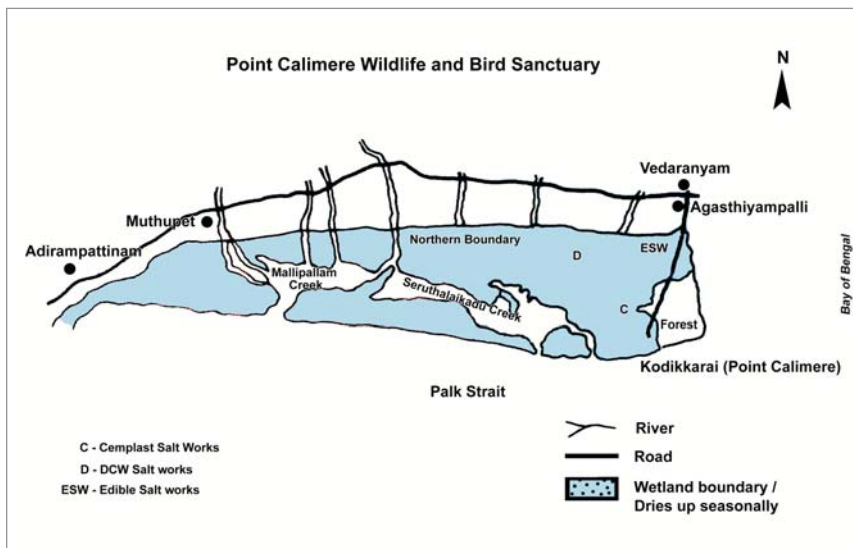 Point Calimere Wildlife and Bird Sanctuary
N
Vedaranyam
Agasthiyampalli
Muthupet
Adirampattinam
Northern Boundary
D
ESW
Mallipallam
Creek
Seruthalaikadu Creek
C
Forest
Bay of Bengal
Kodikkarai (Point Calimere)
Palk Strait
C - Cemplast Salt Works
D - DCW Salt works
ESW - Edible Salt works
River
Road
Wetland boundary /
Dries up seasonally